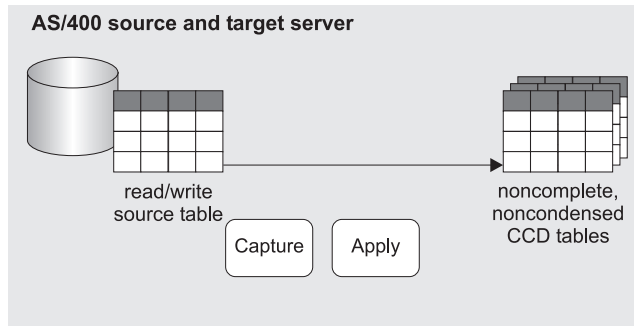 AS/400 source and target server
read/write
source table
noncomplete,
noncondensed
CCD tables
Capture
Apply